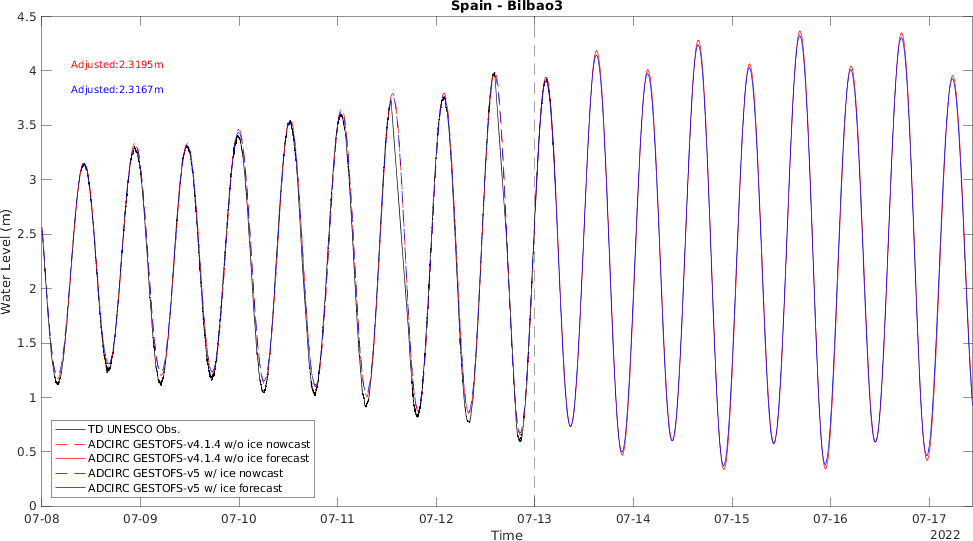 Spain - Bilbao3
4.5
4
3.5
3
2.5
2
1.5
1
0.5
0
Water Level (m)
Adjusted:2.3195m
Adjusted:2.3167m
TD UNESCO Obs.
ADCIRC GESTOFS-v4.1.4 w/o ice nowcast
ADCIRC GESTOFS-v4.1.4 w/o ice forecast
ADCIRC GESTOFS-v5 w/ ice nowcast
ADCIRC GESTOFS-v5 w/ ice forecast
07-08 07-09 07-10 07-11 07-12 07-13 07-14 07-15 07-16 07-17
Time
2022